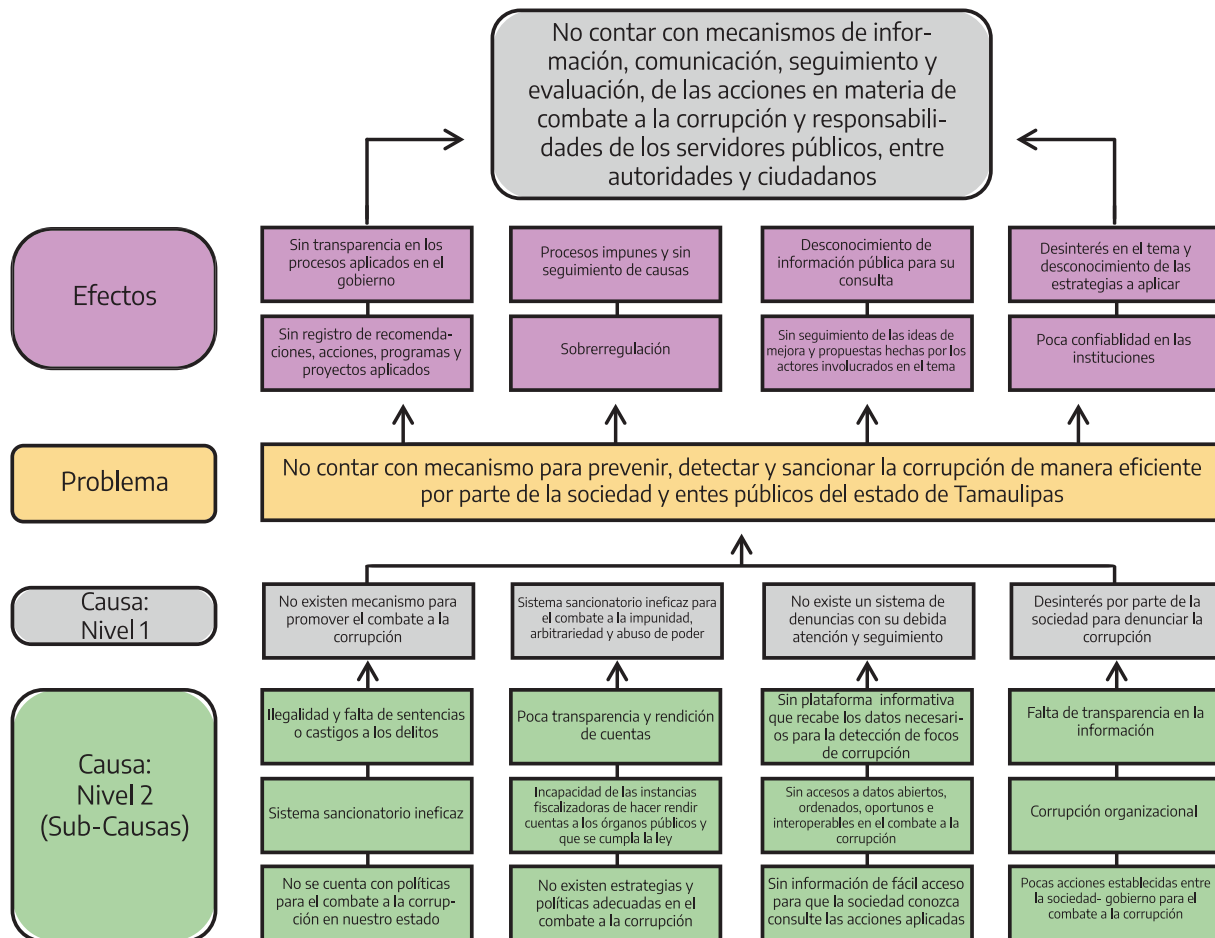 No contar con mecanismos de infor-
mación, comunicación, seguimiento y
evaluación, de las acciones en materia de
combate a la corrupción y responsabili-
dades de los servidores públicos, entre
autoridades y ciudadanos
Efectos
Sin transparencia en los
procesos aplicados en el
gobierno
Procesos impunes y sin
seguimiento de causas
Desconocimiento de
información pública para su
consulta
Desinterés en el tema y
desconocimiento de las
estrategias a aplicar
Sin registro de recomenda-
ciones, acciones, programas y
proyectos aplicados
Sobrerregulación
Sin seguimiento de las ideas de
mejora y propuestas hechas por los
actores involucrados en el tema
Poca confiablidad en las
instituciones
Problema
No contar con mecanismo para prevenir, detectar y sancionar la corrupción de manera eficiente
por parte de la sociedad y entes públicos del estado de Tamaulipas
Causa:
Nivel 1
No existen mecanismo para
promover el combate a la
corrupción
Sistema sancionatorio ineficaz para
el combate a la impunidad,
arbitrariedad y abuso de poder
No existe un sistema de
denuncias con su debida
atención y seguimiento
Desinterés por parte de la
sociedad para denunciar la
corrupción
Causa:
Nivel 2
(Sub-Causas)
Ilegalidad y falta de sentencias
o castigos a los delitos
Poca transparencia y rendición
de cuentas
Sin plataforma informativa
que recabe los datos necesari-
os para la detección de focos
de corrupción
Falta de transparencia en la
información
Sistema sancionatorio ineficaz
Incapacidad de las instancias
fiscalizadoras de hacer rendir
cuentas a los órganos públicos y
que se cumpla la ley
Sin accesos a datos abiertos,
ordenados, oportunos e
interoperables en el combate a la
corrupción
Corrupción organizacional
No se cuenta con políticas
para el combate a la corrup-
ción en nuestro estado
No existen estrategias y
políticas adecuadas en el
combate a la corrupción
Sin información de fácil acceso
para que la sociedad conozca
consulte las acciones aplicadas
Pocas acciones establecidas entre
la sociedad- gobierno para el
combate a la corrupción